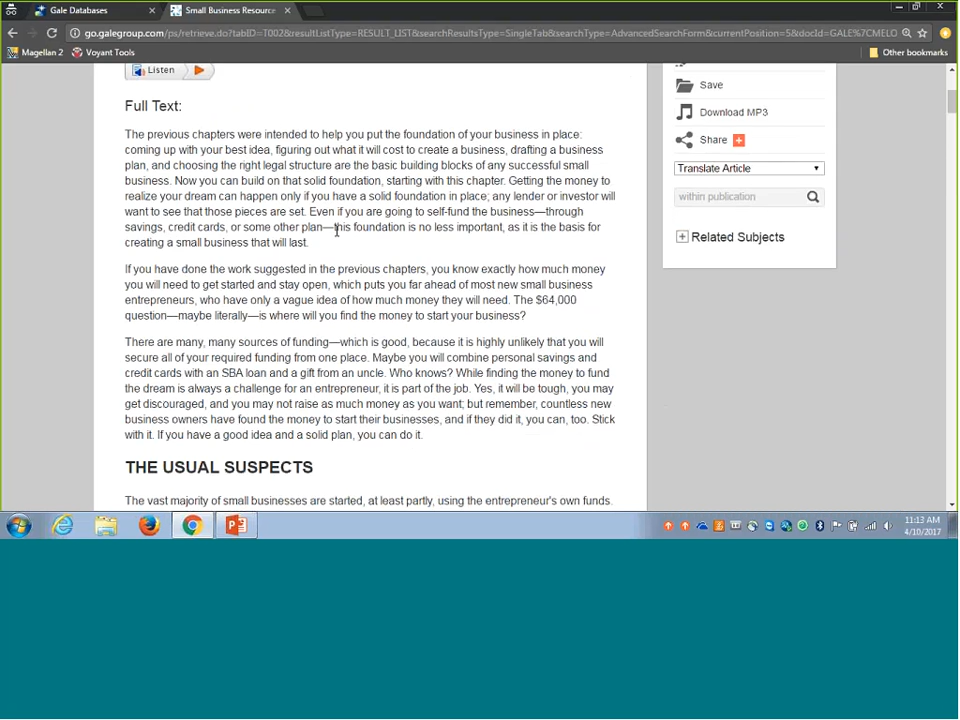 Gale Databases
Small Business Resource
go.galegroup.com/ps/retrieve.do?tabID=T002&resultListType=RESULT_LIST&searchResultsType=SingleTab&searchType=AdvancedSearchForm&currentPosition=5&docId=GALE%7CMELO
Magellan 2
Voyant Tools
Other bookmarks
Listen
Full Text:
The previous chapters were intended to help you put the foundation of your business in place:
coming up with your best idea, figuring out what it will cost to create a business, drafting a business
plan, and choosing the right legal structure are the basic building blocks of any successful small
business. Now you can build on that solid foundation, starting with this chapter. Getting the money to
realize your dream can happen only if you have a solid foundation in place; any lender or investor will
want to see that those pieces are set. Even if you are going to self-fund the business—through
savings, credit cards, or some other plan—this foundation is no less important, as it is the basis for
creating a small business that will last.
If you have done the work suggested in the previous chapters, you know exactly how much money
you will need to get started and stay open, which puts you far ahead of most new small business
entrepreneurs, who have only a vague idea of how much money they will need. The $64,000
question—maybe literally—is where will you find the money to start your business?
There are many, many sources of funding—which is good, because it is highly unlikely that you will
secure all of your required funding from one place. Maybe you will combine personal savings and
credit cards with an SBA loan and a gift from an uncle. Who knows? While finding the money to fund
the dream is always a challenge for an entrepreneur, it is part of the job. Yes, it will be tough, you may
get discouraged, and you may not raise as much money as you want; but remember, countless new
business owners have found the money to start their businesses, and if they did it, you can, too. Stick
with it. If you have a good idea and a solid plan, you can do it.
THE USUAL SUSPECTS
The vast majority of small businesses are started, at least partly, using the entrepreneur's own funds.
Save
Download MP3
Share
Translate Article
within publication
Related Subjects
11:13 AM
4/10/2017